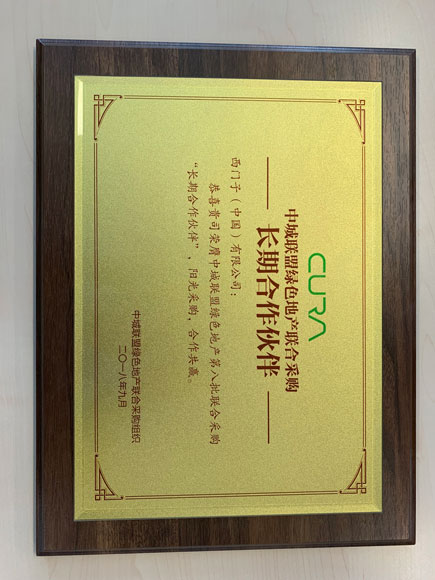 CURA
中城联盟绿色地产联合采购
长期合作伙伴
西门子（中国）有限公司：
恭喜贵司荣膺中城联盟绿色地产第八批联合采购
“长期合作伙伴”，阳光采购，合作共赢。
中城联盟绿色地产联合采购组织
二〇一八年九月